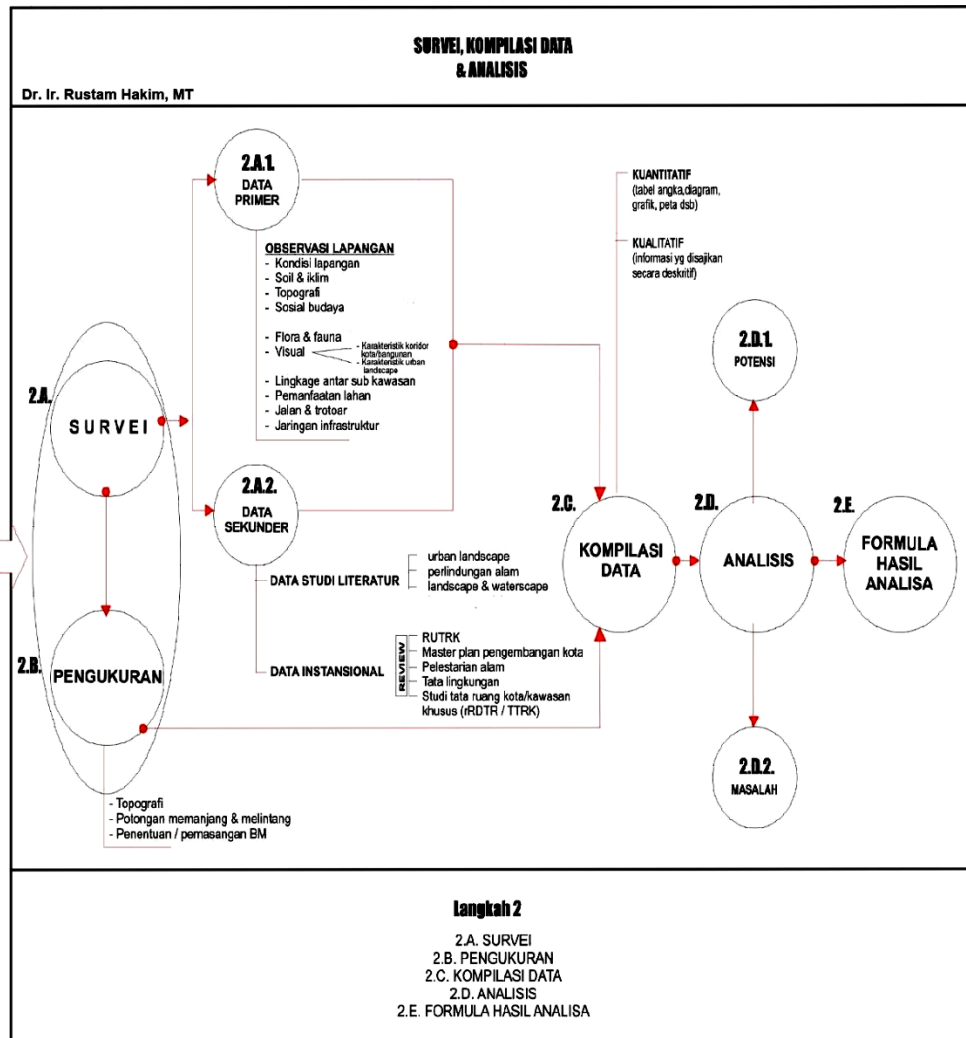 SURVEI, KOMPILASI DATA
& ANALISIS
Dr. Ir. Rustam Hakim, MT
2.A.1.
DATA
PRIMER
OBSERVASI LAPANGAN
- Kondisi lapangan
- Soil & iklim
- Topografi
- Sosial budaya
- Flora & fauna
- Visual
- Karakteristik koridor
kota/bangunan
- Karakteristik urban
landscape
- Lingkage antar sub kawasan
- Pemanfaatan lahan
- Jalan & trotoar
- Jaringan infrastruktur
2.A.
SURVEI
2.A.2.
DATA
SEKUNDER
DATA STUDI LITERATUR
urban landscape
perlindungan alam
landscape & waterscape
DATA INSTANSIONAL
REVIEW
RUTRK
Master plan pengembangan kota
Pelestarian alam
Tata lingkungan
Studi tata ruang kota/kawasan
khusus (rRDTR / TTRK)
2.B.
PENGUKURAN
- Topografi
- Potongan memanjang & melintang
- Penentuan / pemasangan BM
KUANTITATIF
(tabel angka,diagram,
grafik, peta dsb)
KUALITATIF
(informasi yg disajikan
secara deskritif)
2.C.
KOMPILASI
DATA
2.D.
ANALISIS
2.D.1.
POTENSI
2.D.2.
MASALAH
2.E.
FORMULA
HASIL
ANALISA
Langkah 2
2.A. SURVEI
2.B. PENGUKURAN
2.C. KOMPILASI DATA
2.D. ANALISIS
2.E. FORMULA HASIL ANALISA